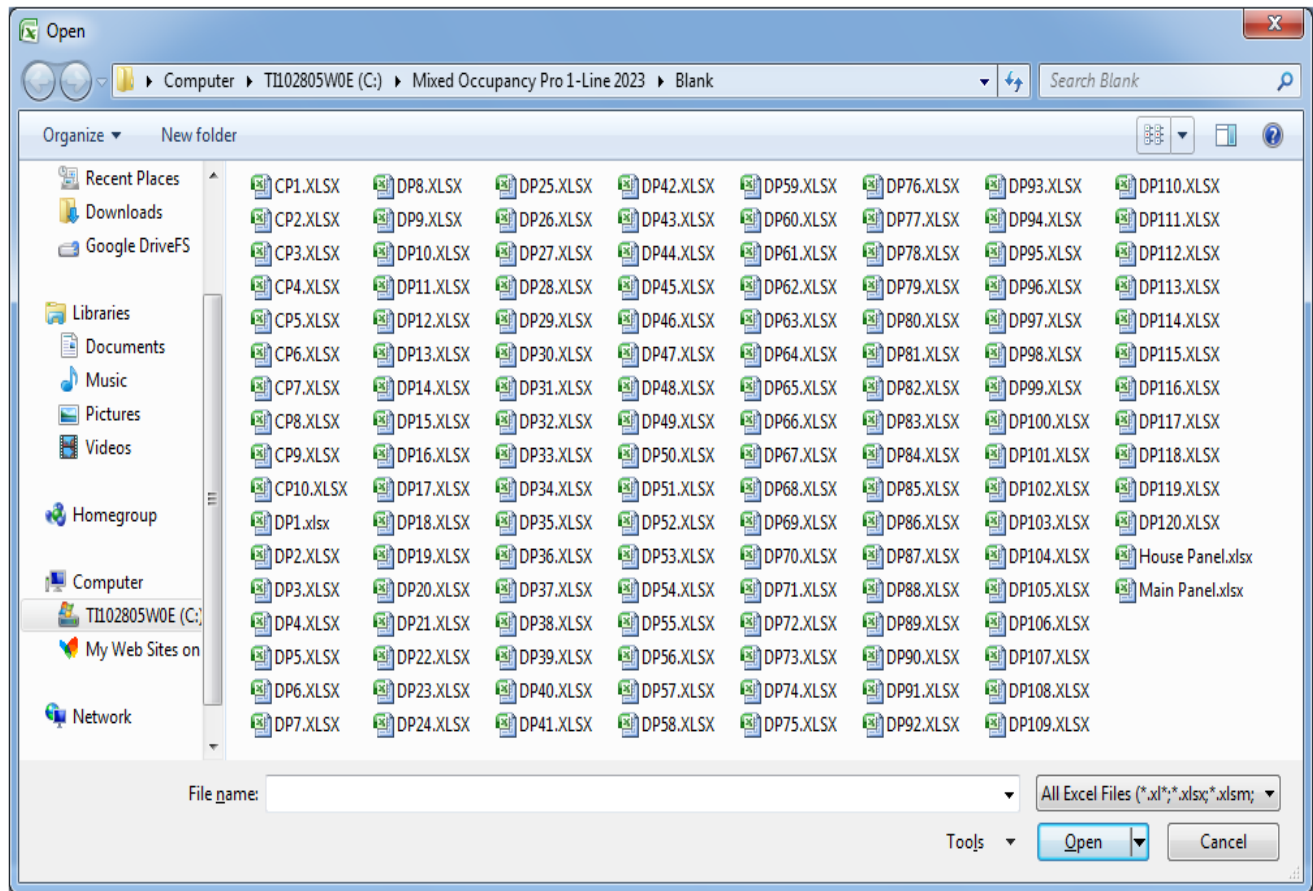 Open
Computer TI102805W0E (C:) Mixed Occupancy Pro 1-Line 2023 Blank
Search Blank
Organize New folder
Recent Places
Downloads
Google DriveFS
Libraries
Documents
Music
Pictures
Videos
Homegroup
Computer
TI102805W0E (C:)
My Web Sites on
Network
CP1.XLSX DP8.XLSX DP25.XLSX DP42.XLSX DP59.XLSX DP76.XLSX DP93.XLSX DP110.XLSX
CP2.XLSX DP9.XLSX DP26.XLSX DP43.XLSX DP60.XLSX DP77.XLSX DP94.XLSX DP111.XLSX
CP3.XLSX DP10.XLSX DP27.XLSX DP44.XLSX DP61.XLSX DP78.XLSX DP95.XLSX DP112.XLSX
CP4.XLSX DP11.XLSX DP28.XLSX DP45.XLSX DP62.XLSX DP79.XLSX DP96.XLSX DP113.XLSX
CP5.XLSX DP12.XLSX DP29.XLSX DP46.XLSX DP63.XLSX DP80.XLSX DP97.XLSX DP114.XLSX
CP6.XLSX DP13.XLSX DP30.XLSX DP47.XLSX DP64.XLSX DP81.XLSX DP98.XLSX DP115.XLSX
CP7.XLSX DP14.XLSX DP31.XLSX DP48.XLSX DP65.XLSX DP82.XLSX DP99.XLSX DP116.XLSX
CP8.XLSX DP15.XLSX DP32.XLSX DP49.XLSX DP66.XLSX DP83.XLSX DP100.XLSX DP117.XLSX
CP9.XLSX DP16.XLSX DP33.XLSX DP50.XLSX DP67.XLSX DP84.XLSX DP101.XLSX DP118.XLSX
CP10.XLSX DP17.XLSX DP34.XLSX DP51.XLSX DP68.XLSX DP85.XLSX DP102.XLSX DP119.XLSX
DP1.xlsx DP18.XLSX DP35.XLSX DP52.XLSX DP69.XLSX DP86.XLSX DP103.XLSX DP120.XLSX
DP2.XLSX DP19.XLSX DP36.XLSX DP53.XLSX DP70.XLSX DP87.XLSX DP104.XLSX House Panel.xlsx
DP3.XLSX DP20.XLSX DP37.XLSX DP54.XLSX DP71.XLSX DP88.XLSX DP105.XLSX Main Panel.xlsx
DP4.XLSX DP21.XLSX DP38.XLSX DP55.XLSX DP72.XLSX DP89.XLSX DP106.XLSX
DP5.XLSX DP22.XLSX DP39.XLSX DP56.XLSX DP73.XLSX DP90.XLSX DP107.XLSX
DP6.XLSX DP23.XLSX DP40.XLSX DP57.XLSX DP74.XLSX DP91.XLSX DP108.XLSX
DP7.XLSX DP24.XLSX DP41.XLSX DP58.XLSX DP75.XLSX DP92.XLSX DP109.XLSX
File name: All Excel Files (*.xl*;*.xlsx;*.xlsm;
Tools Open Cancel